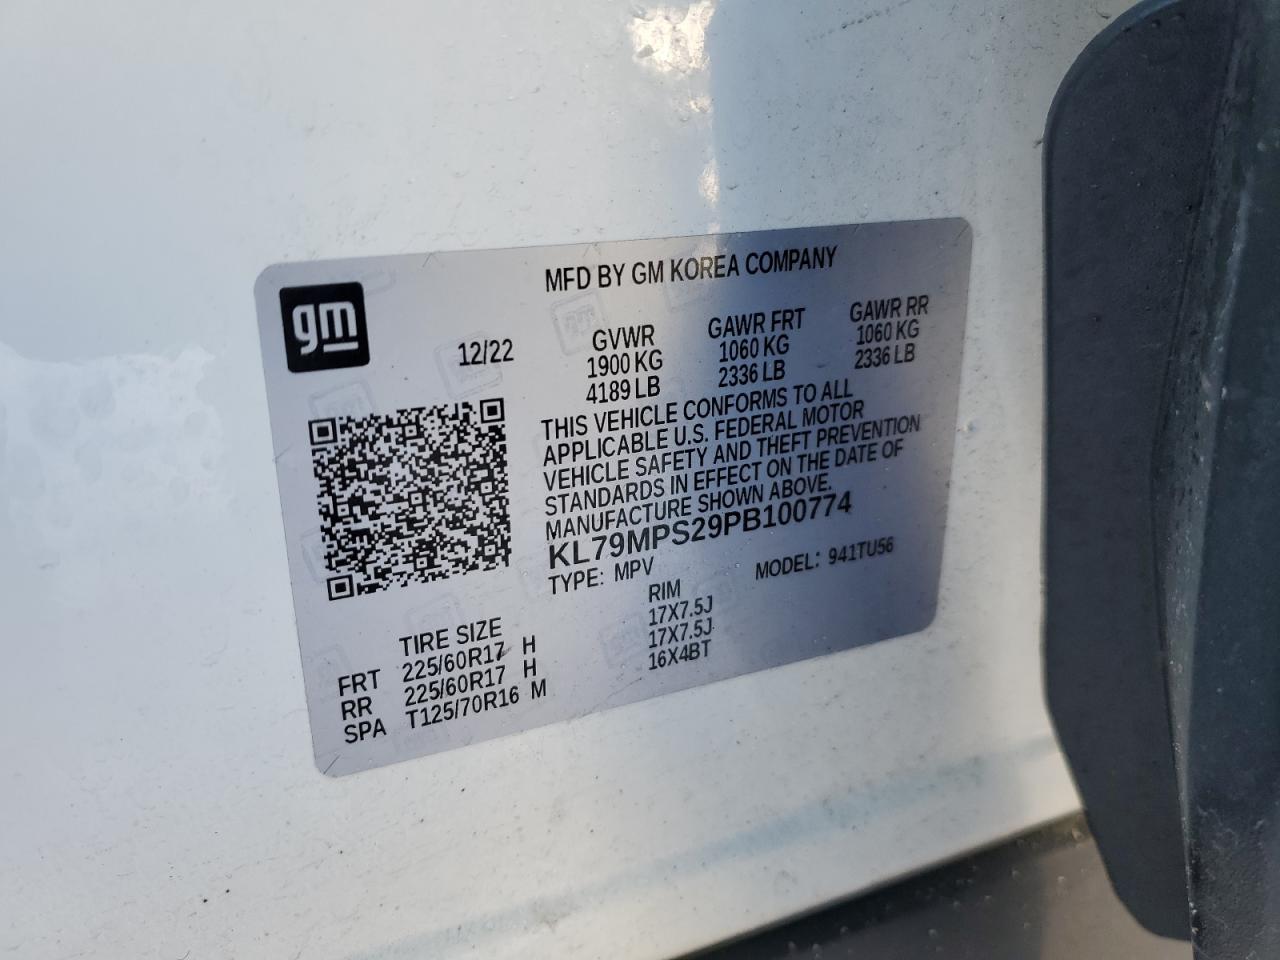 gm
MFD BY GM KOREA COMPANY
12/22
GVWR GAWR FRT GAWR RR
1900 KG 1060 KG 1060 KG
4189 LB 2336 LB 2336 LB
THIS VEHICLE CONFORMS TO ALL
APPLICABLE U.S. FEDERAL MOTOR
VEHICLE SAFETY AND THEFT PREVENTION
STANDARDS IN EFFECT ON THE DATE OF
MANUFACTURE SHOWN ABOVE.
KL79MPS29PB100774
TYPE: MPV MODEL: 941TU56
TIRE SIZE RIM
FRT 225/60R17 H 17X7.5J
RR 225/60R17 H 17X7.5J
SPA T125/70R16 M 16X4BT